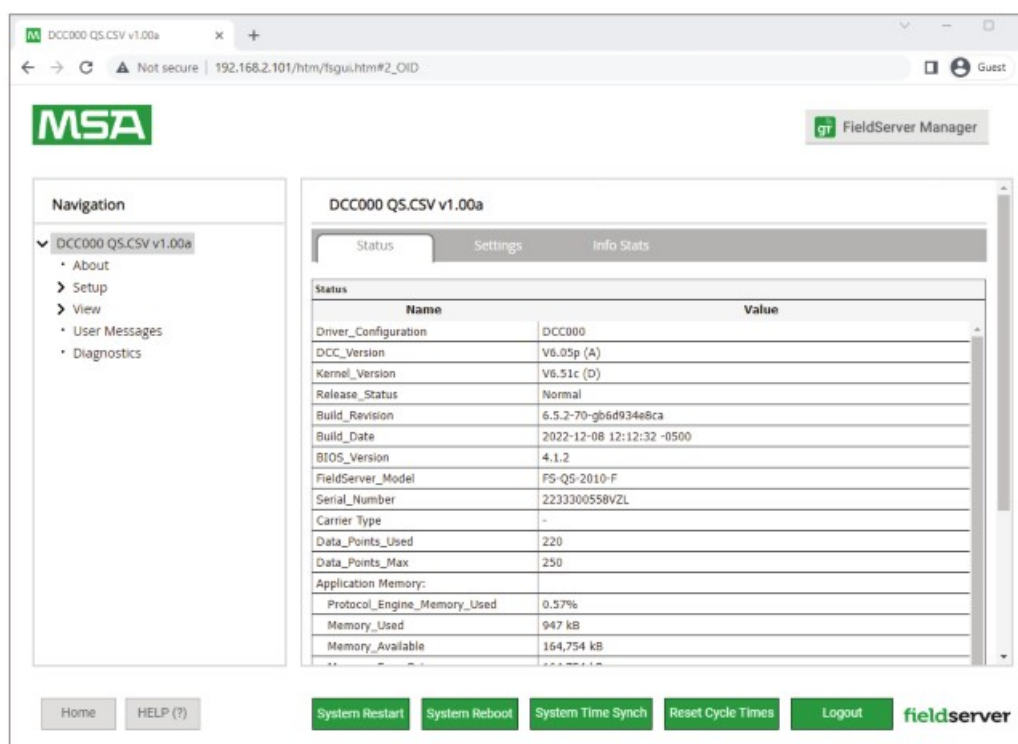 DCC000 QS.CSV v1.00a
Not secure | 192.168.2.101/htm/fsgui.htm#2_OID
Guest
MSA
FieldServer Manager
Navigation
DCC000 QS.CSV v1.00a
About
Setup
View
User Messages
Diagnostics
DCC000 QS.CSV v1.00a
Status Settings Info Stats
Status
Name Value
Driver_Configuration DCC000
DCC_Version V6.05p (A)
Kernel_Version V6.51c (D)
Release_Status Normal
Build_Revision 6.5.2-70-gb6d934e8ca
Build_Date 2022-12-08 12:12:32 -0500
BIOS_Version 4.1.2
FieldServer_Model FS-QS-2010-F
Serial_Number 2233300558VZL
Carrier Type -
Data_Points_Used 220
Data_Points_Max 250
Application Memory:
Protocol_Engine_Memory_Used 0.57%
Memory_Used 947 kB
Memory_Available 164,754 kB
Home HELP (?) System Restart System Reboot System Time Synch Reset Cycle Times Logout fieldserver